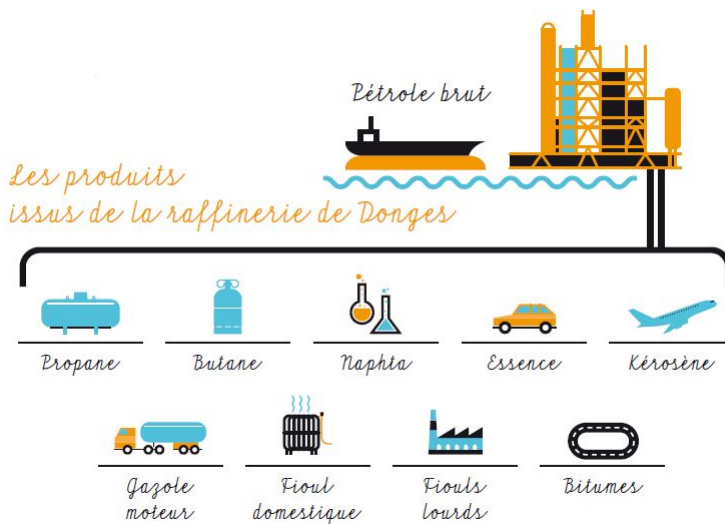 Pétrole brut
Les produits
issus de la raffinerie de Donges
Propane
Butane
Naphta
Essence
Kérosène
Gazole
moteur
Fioul
domestique
Fiouls
lourds
Bitumes